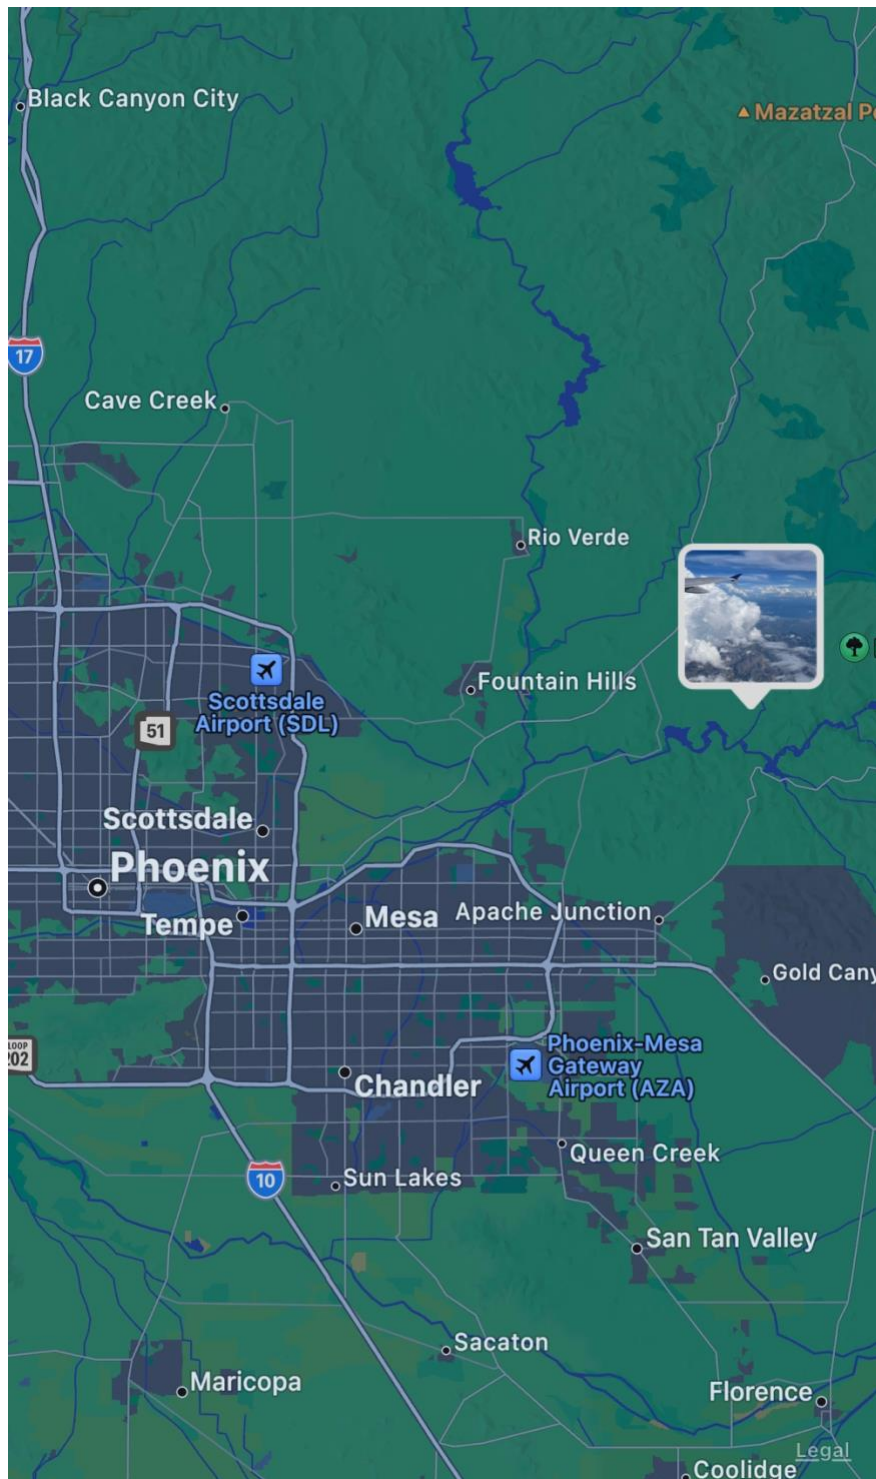 Black Canyon City
Mazatzal Pe
17
Cave Creek
Rio Verde
Fountain Hills
Scottsdale
Airport (SDL)
51
Scottsdale
Phoenix
Tempe
Mesa
Apache Junction
Gold Cany
LOOP
202
Phoenix-Mesa
Gateway
Airport (AZA)
Chandler
Queen Creek
10
Sun Lakes
San Tan Valley
Sacaton
Maricopa
Florence
Legal
Coolidge